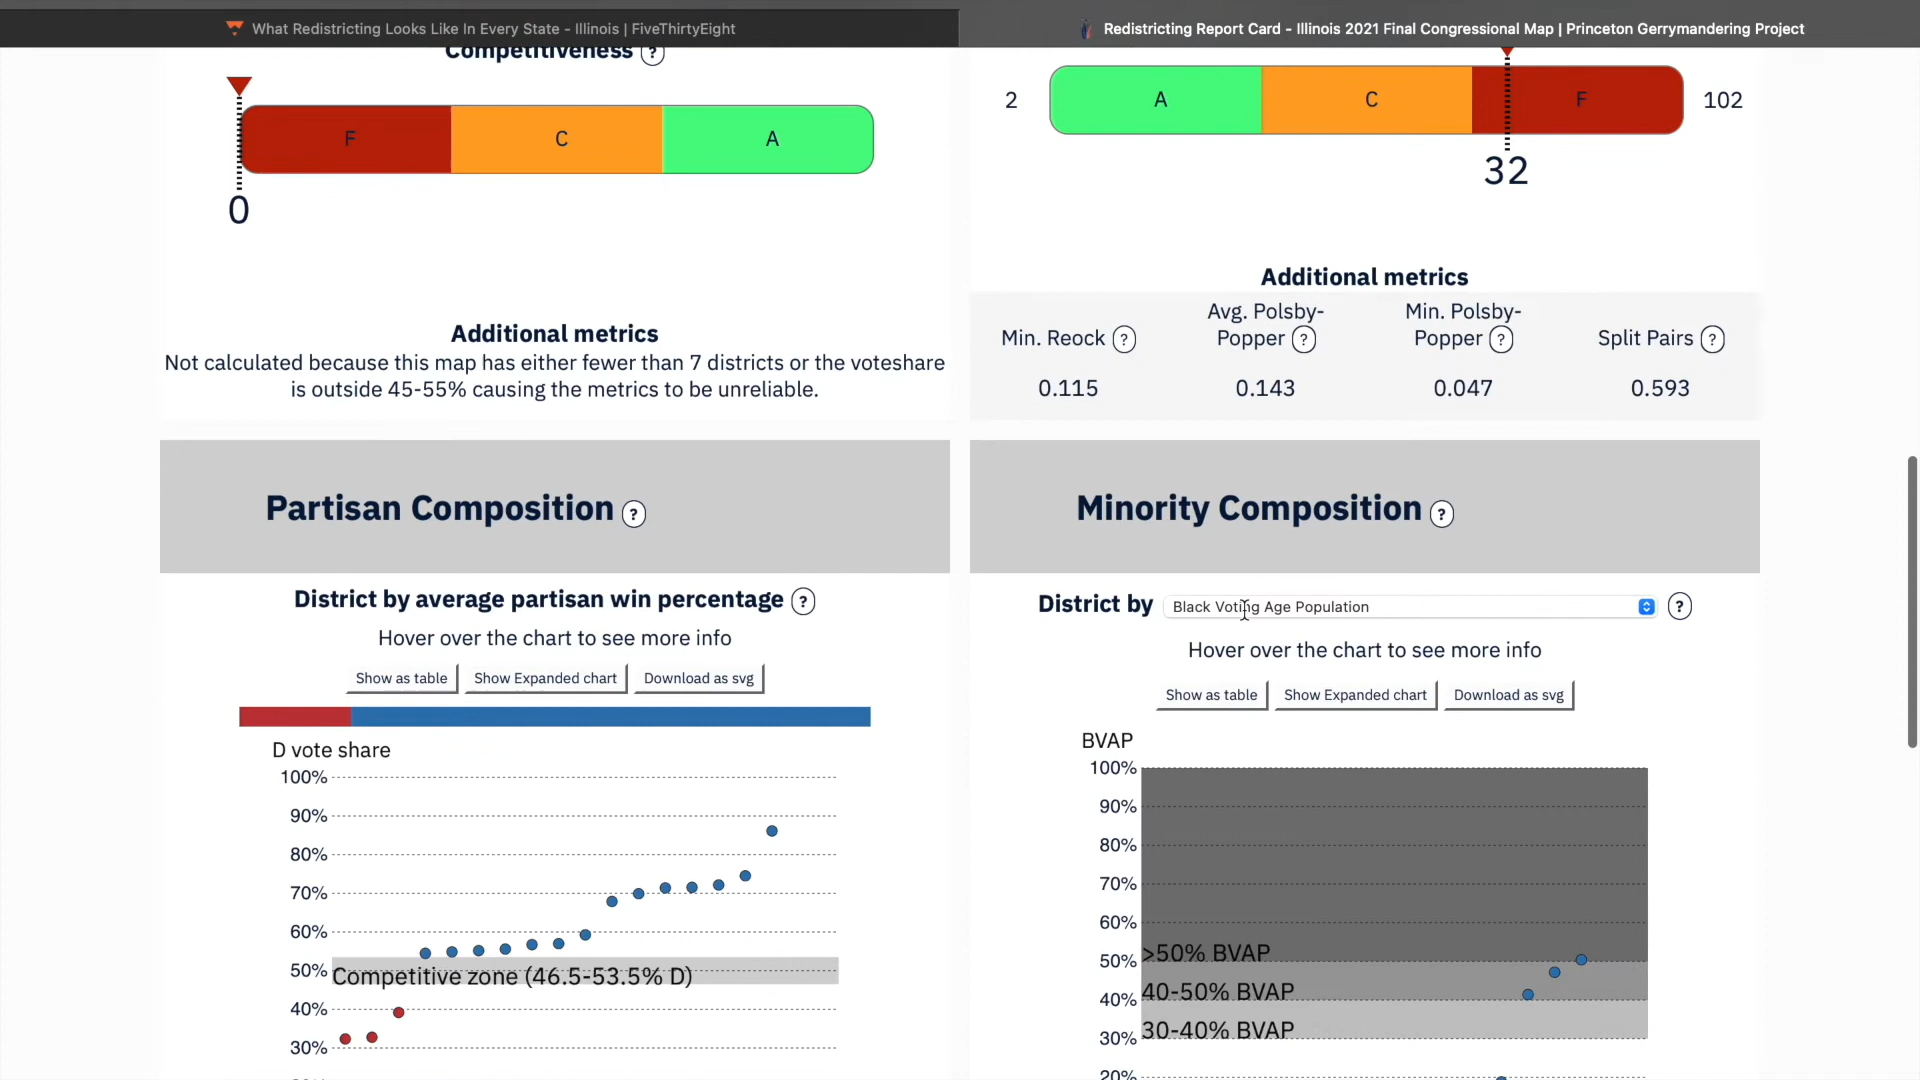 What Redistricting Looks Like In Every State - Illinois | FiveThirtyEight
Redistricting Report Card - Illinois 2021 Final Congressional Map | Princeton Gerrymandering Project
Competitiveness ?
F
C
A
0
2
A
C
F
102
32
Additional metrics
Not calculated because this map has either fewer than 7 districts or the voteshare
is outside 45-55% causing the metrics to be unreliable.
Additional metrics
Min. Reock ?
0.115
Avg. Polsby-
Popper ?
0.143
Min. Polsby-
Popper ?
0.047
Split Pairs ?
0.593
Partisan Composition ?
District by average partisan win percentage ?
Hover over the chart to see more info
Show as table
Show Expanded chart
Download as svg
D vote share
100%
90%
80%
70%
60%
50%
Competitive zone (46.5-53.5% D)
40%
30%
Minority Composition ?
District by Black Voting Age Population ?
Hover over the chart to see more info
Show as table
Show Expanded chart
Download as svg
BVAP
100%
90%
80%
70%
60%
>50% BVAP
50%
40-50% BVAP
40%
30-40% BVAP
30%
20%